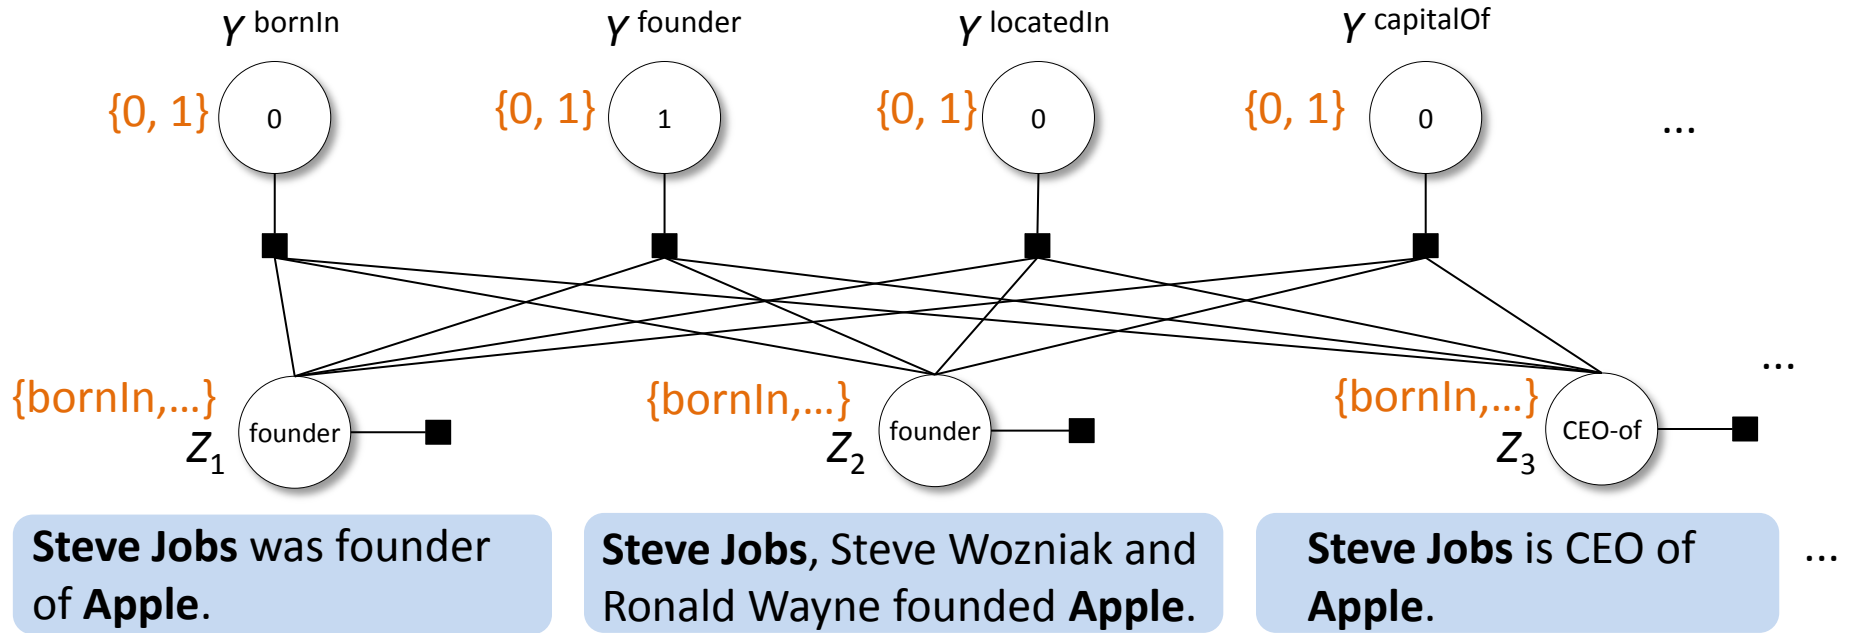 Y bornIn
Y founder
Y locatedIn
Y capitalOf
{0, 1}
0
{0, 1}
1
{0, 1}
0
{0, 1}
0
...
...
{bornIn,...}
founder
Z1
{bornIn,...}
founder
Z2
{bornIn,...}
CEO-of
Z3
Steve Jobs was founder
of Apple.
Steve Jobs, Steve Wozniak and
Ronald Wayne founded Apple.
Steve Jobs is CEO of
Apple.
...